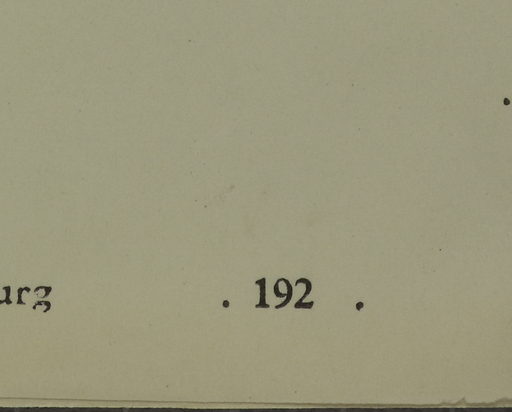 urg . 192 .